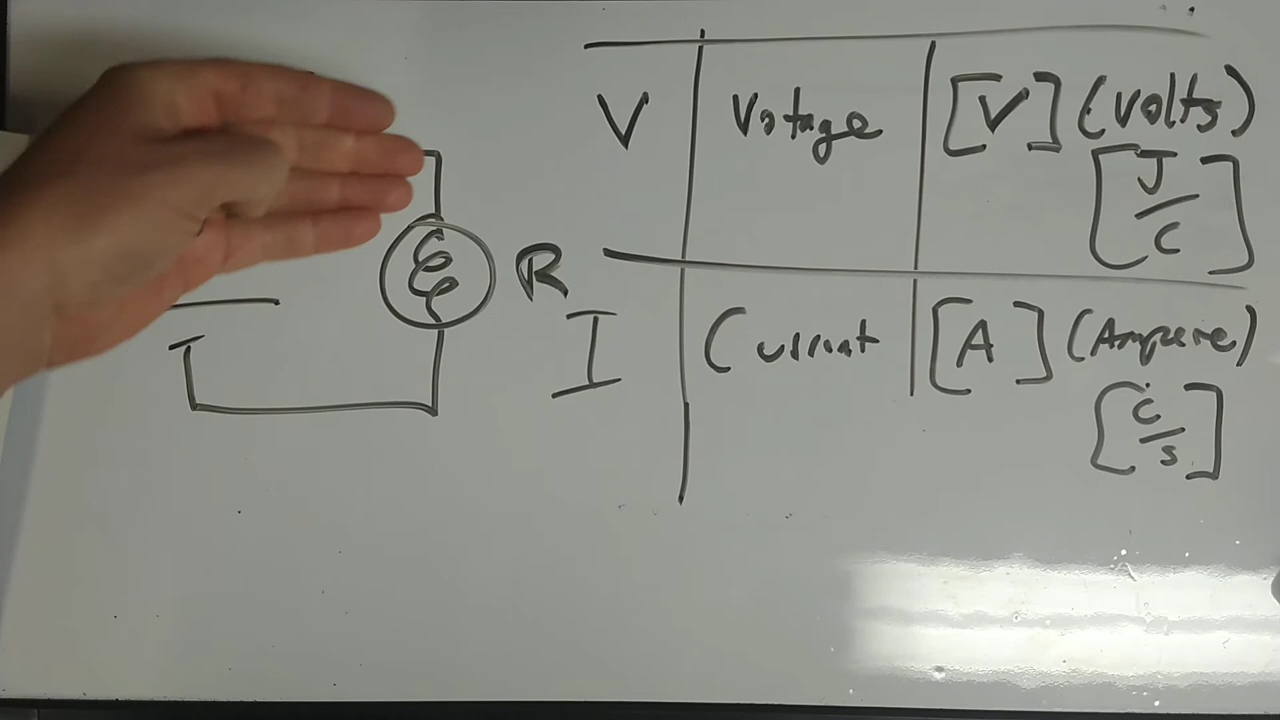 V Votage [V] (Volts)
[J/C]
R
I Current [A] (Ampere)
[C/s]